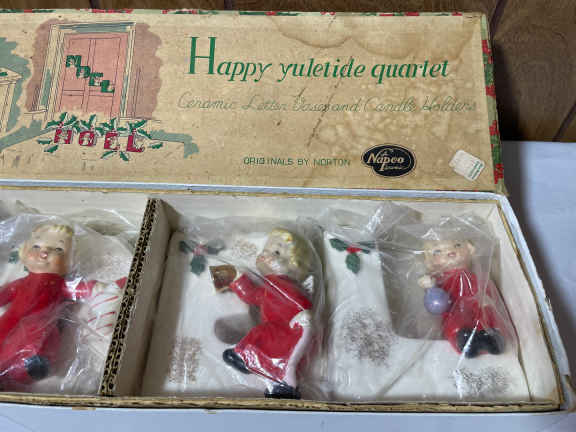 NOEL
NOEL
Happy yuletide quartet
Ceramic Letter Vases and Candle Holders
ORIGINALS BY NORTON
Napco